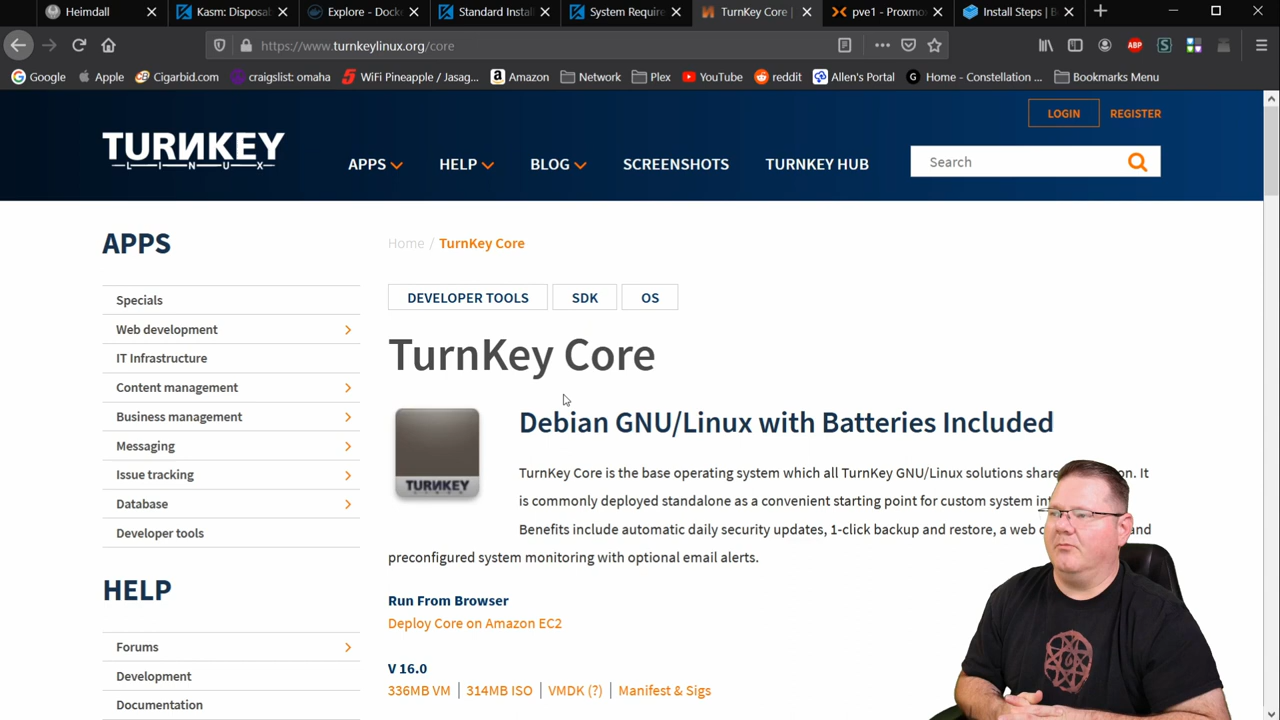 Heimdall
Kasm: Disposal
Explore - Dock
Standard Instal
System Require
TurnKey Core |
pve1 - Proxmo
Install Steps | B
https://www.turnkeylinux.org/core
Google
Apple
Cigarbid.com
craigslist: omaha
WiFi Pineapple / Jasag...
Amazon
Network
Plex
YouTube
reddit
Allen's Portal
Home - Constellation ...
Bookmarks Menu
ABP
LOGIN
REGISTER
TURNKEY
LINUX
APPS
HELP
BLOG
SCREENSHOTS
TURNKEY HUB
Search
APPS
Specials
Web development
IT Infrastructure
Content management
Business management
Messaging
Issue tracking
Database
Developer tools
HELP
Forums
Development
Documentation
Home / TurnKey Core
DEVELOPER TOOLS
SDK
OS
TurnKey Core
TURNKEY
Debian GNU/Linux with Batteries Included
TurnKey Core is the base operating system which all TurnKey GNU/Linux solutions share on. It
is commonly deployed standalone as a convenient starting point for custom system in
Benefits include automatic daily security updates, 1-click backup and restore, a web and
preconfigured system monitoring with optional email alerts.
Run From Browser
Deploy Core on Amazon EC2
V 16.0
336MB VM | 314MB ISO | VMDK (?) | Manifest & Sigs